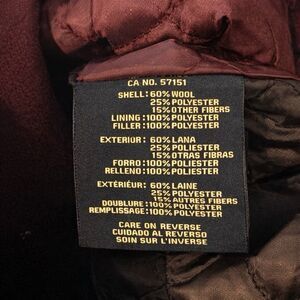 CA NO. 57151
SHELL: 60% WOOL
25% POLYESTER
15% OTHER FIBERS
LINING: 100% POLYESTER
FILLER: 100% POLYESTER
EXTERIOR: 60% LANA
25% POLIESTER
15% OTRAS FIBRAS
FORRO: 100% POLIESTER
RELLENO: 100% POLIESTER
EXTÉRIEUR: 60% LAINE
25% POLYESTER
15% AUTRES FIBRES
DOUBLURE: 100% POLYESTER
REMPLISSAGE: 100% POLYESTER
CARE ON REVERSE
CUIDADO AL REVERSO
SOIN SUR L'INVERSE